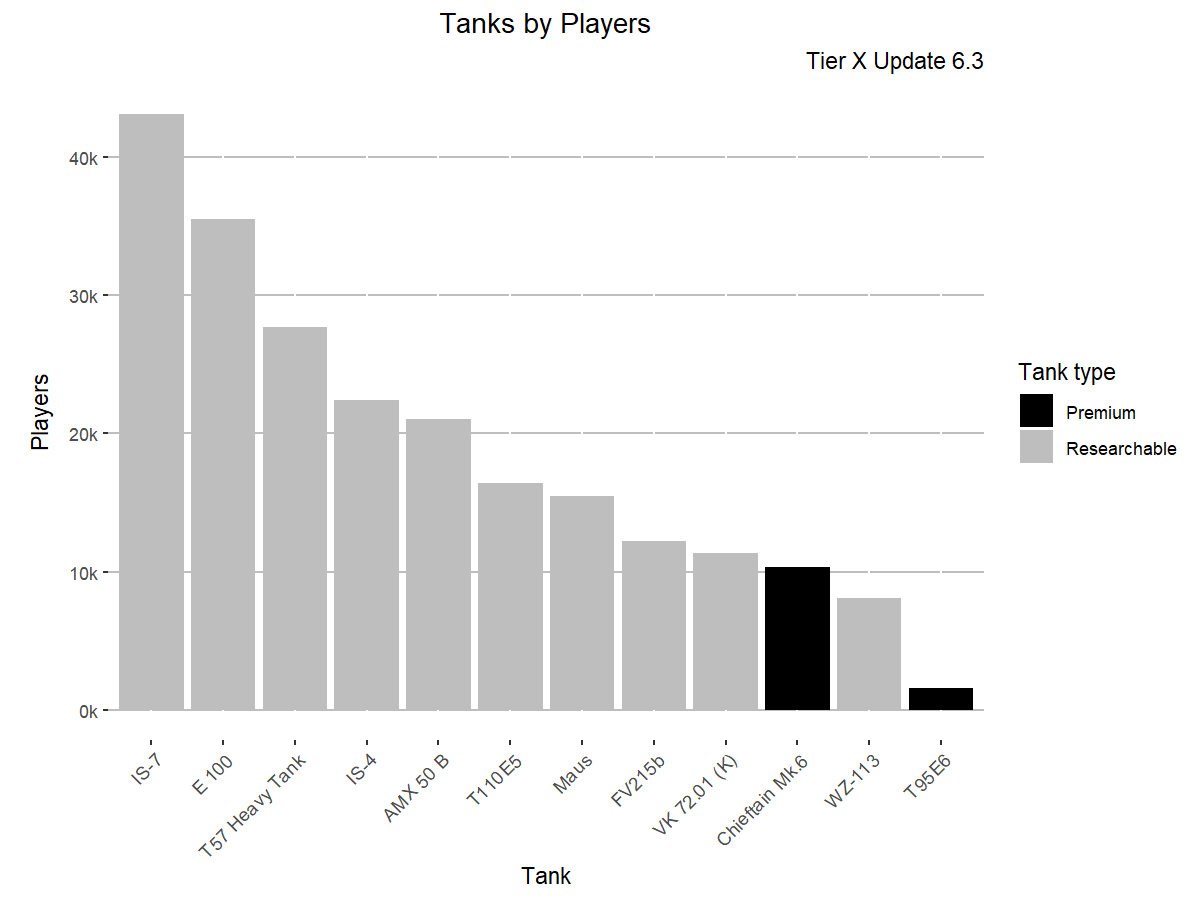 Tanks by Players
Tier X Update 6.3
40k
30k
20k
10k
0k
Players
IS-7
E 100
T57 Heavy Tank
IS-4
AMX 50 B
T110E5
Maus
FV215b
VK 72.01 (K)
Chieftain Mk.6
WZ-113
T95E6
Tank
Tank type
Premium
Researchable